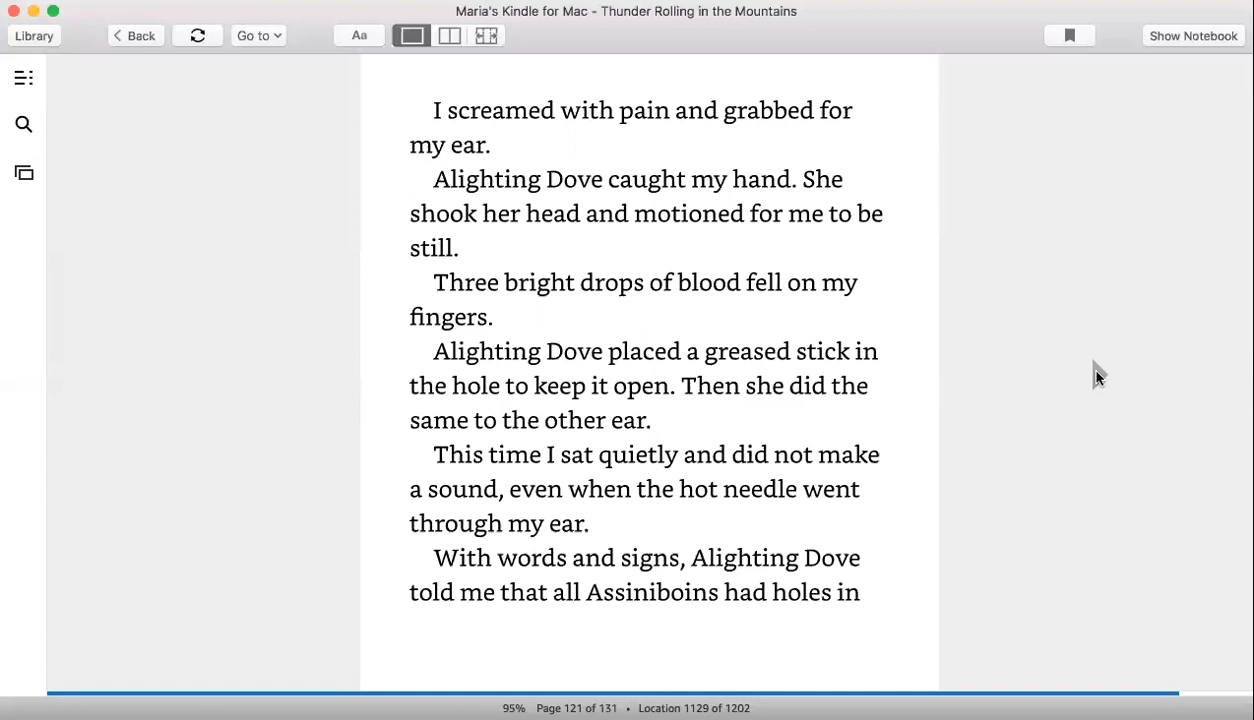 Maria's Kindle for Mac - Thunder Rolling in the Mountains
Library
Back
Go to
Aa
Show Notebook
I screamed with pain and grabbed for
my ear.
Alighting Dove caught my hand. She
shook her head and motioned for me to be
still.
Three bright drops of blood fell on my
fingers.
Alighting Dove placed a greased stick in
the hole to keep it open. Then she did the
same to the other ear.
This time I sat quietly and did not make
a sound, even when the hot needle went
through my ear.
With words and signs, Alighting Dove
told me that all Assiniboins had holes in
95% Page 121 of 131 • Location 1129 of 1202